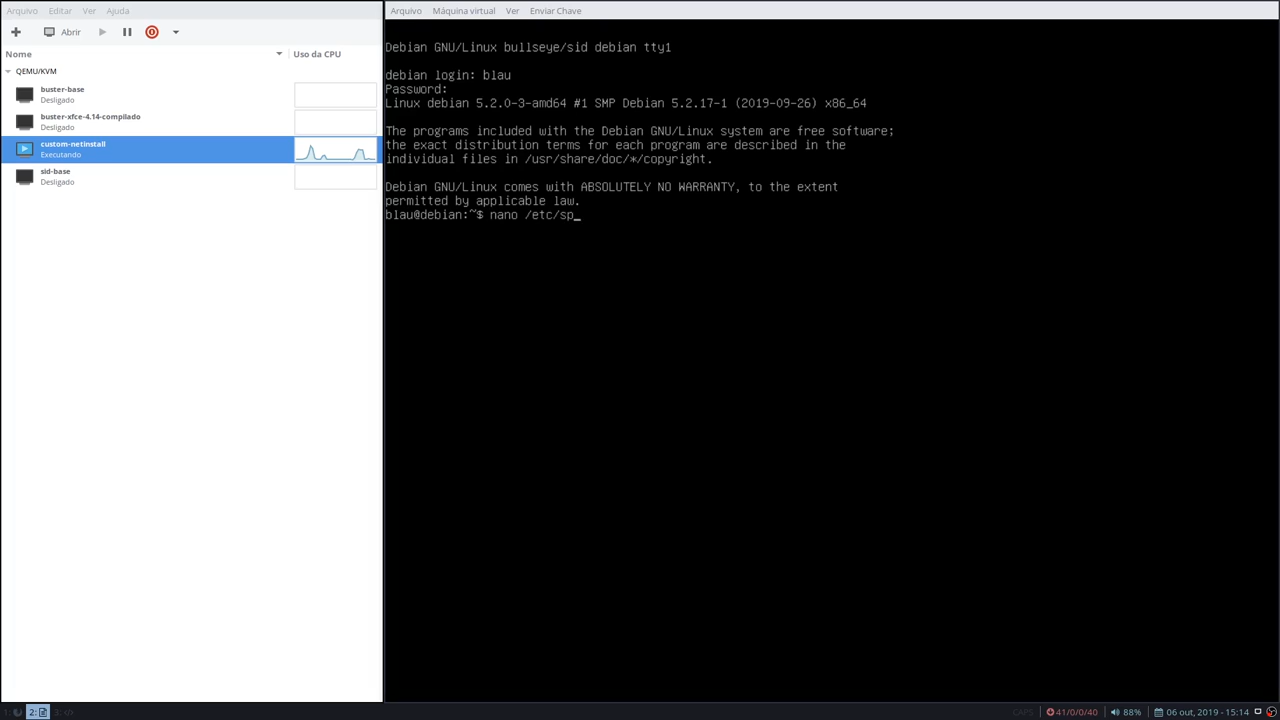 Arquivo Editar Ver Ajuda
Abrir
Nome Uso da CPU
QEMU/KVM
buster-base
Desligado
buster-xfce-4.14-compilado
Desligado
custom-netinstall
Executando
sid-base
Desligado
Arquivo Máquina virtual Ver Enviar Chave
Debian GNU/Linux bullseye/sid debian tty1
debian login: blau
Password:
Linux debian 5.2.0-3-amd64 #1 SMP Debian 5.2.17-1 (2019-09-26) x86_64
The programs included with the Debian GNU/Linux system are free software;
the exact distribution terms for each program are described in the
individual files in /usr/share/doc/*/copyright.
Debian GNU/Linux comes with ABSOLUTELY NO WARRANTY, to the extent
permitted by applicable law.
blau@debian:~$ nano /etc/sp_
1: 2: 3: </> CAPS 41/0/0/40 88% 06 out, 2019 - 15:14